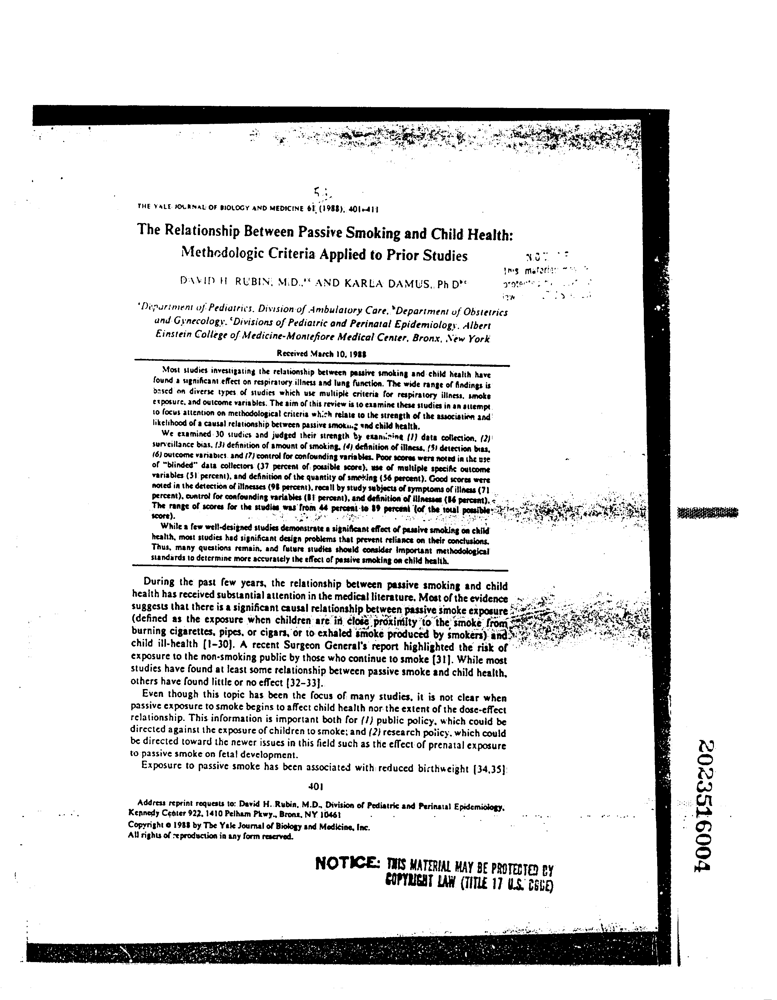 THE YALE JOURNAL OF BIOLOGY AND MEDICINE 61 (1988), 401-411
The Relationship Between Passive Smoking and Child Health:
Methodologic Criteria Applied to Prior Studies
DAVID H. RUBIN, M.D., AND KARLA DAMUS, Ph D
Department of Pediatrics, Division of Ambulatory Care, Department of Obstetrics
and Gynecology, Divisions of Pediatric and Perinatal Epidemiology, Albert
Einstein College of Medicine-Montefiore Medical Center, Bronx, New York
Received March 10, 1988
this material
Most studies investigating the relationship between passive smoking and child health have
found a significant effect on respiratory illness and lung function. The wide range of findings is
based on diverse types of studies which use multiple criteria for respiratory illness, smoke
exposure, and outcome variables. The aim of this review is to examine these studies in an attempt
to focus attention on methodological criteria which relate to the strength of the association and
likelihood of a causal relationship between passive smoking and child health.
We examined 30 studies and judged their strength by examining (1) data collection, (2)
surveillance bias, (3) definition of amount of smoking, (4) definition of illness, (5) detection bias,
(6) outcome variables, and (7) control for confounding variables. Poor scores were noted in the use
of "blinded" data collectors (37 percent of possible score), use of multiple specific outcome
variables (51 percent), and definition of the quantity of smoking (56 percent). Good scores were
noted in the detection of illnesses (98 percent), recall by study subjects of symptoms of illness (71
percent), control for confounding variables (81 percent), and definition of illnesses (86 percent).
The range of scores for the studies was from 44 percent to 89 percent (of the total possible
score).
While a few well-designed studies demonstrate a significant effect of passive smoking on child
health, most studies had significant design problems that prevent reliance on their conclusions.
Thus, many questions remain, and future studies should consider important methodological
standards to determine more accurately the effect of passive smoking on child health.
During the past few years, the relationship between passive smoking and child
health has received substantial attention in the medical literature. Most of the evidence
suggests that there is a significant causal relationship between passive smoke exposure
(defined as the exposure when children are in close proximity to the smoke from
burning cigarettes, pipes, or cigars, or to exhaled smoke produced by smokers) and
child ill-health [1–30]. A recent Surgeon General's report highlighted the risk of
exposure to the non-smoking public by those who continue to smoke [31]. While most
studies have found at least some relationship between passive smoke and child health,
others have found little or no effect [32–33].
Even though this topic has been the focus of many studies, it is not clear when
passive exposure to smoke begins to affect child health nor the extent of the dose-effect
relationship. This information is important both for (1) public policy, which could be
directed against the exposure of children to smoke; and (2) research policy, which could
be directed toward the newer issues in this field such as the effect of prenatal exposure
to passive smoke on fetal development.
Exposure to passive smoke has been associated with reduced birthweight [34,35]
401
Address reprint requests to: David H. Rubin, M.D., Division of Pediatric and Perinatal Epidemiology,
Kennedy Center 922, 1410 Pelham Pkwy., Bronx, NY 10461
Copyright © 1988 by The Yale Journal of Biology and Medicine, Inc.
All rights of reproduction in any form reserved.
NOTICE: THIS MATERIAL MAY BE PROTECTED BY
COPYRIGHT LAW (TITLE 17 U.S. CODE)
2023516004